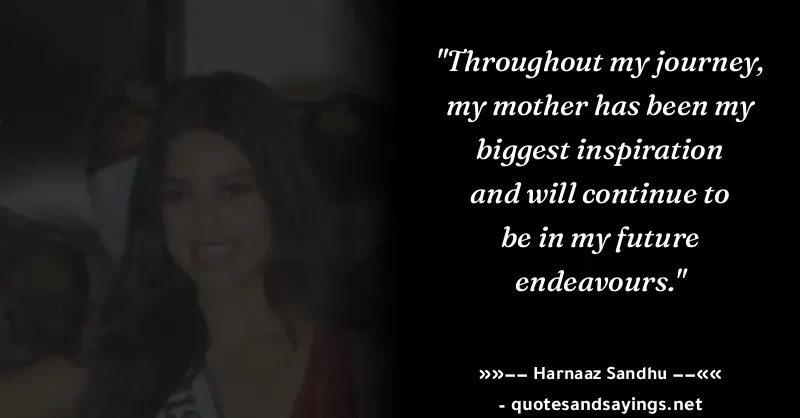 "Throughout my journey,
my mother has been my
biggest inspiration
and will continue to
be in my future
endeavours."
»»–– Harnaaz Sandhu ––««
- quotesandsayings.net